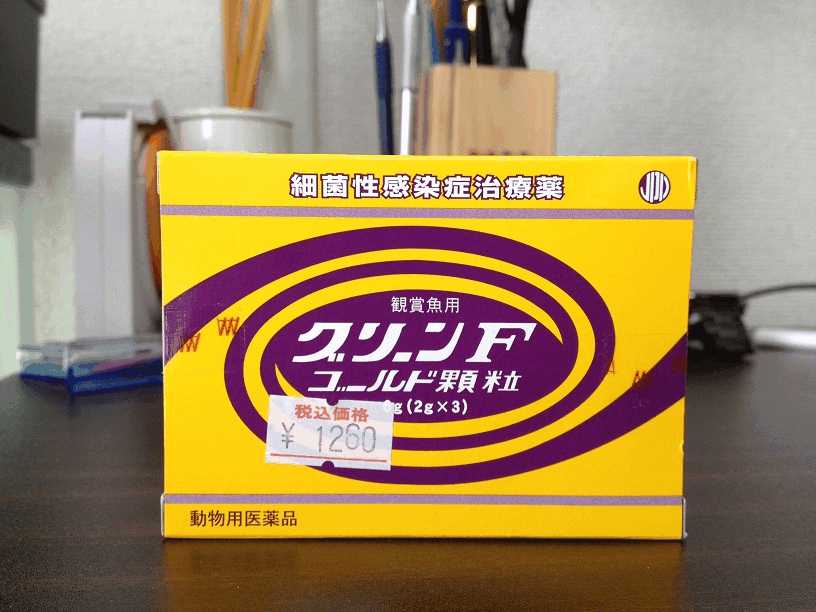 細菌性感染症治療薬
観賞魚用
グリーンF
ゴールド顆粒
6g(2g×3)
税込価格
¥ 1260
動物用医薬品